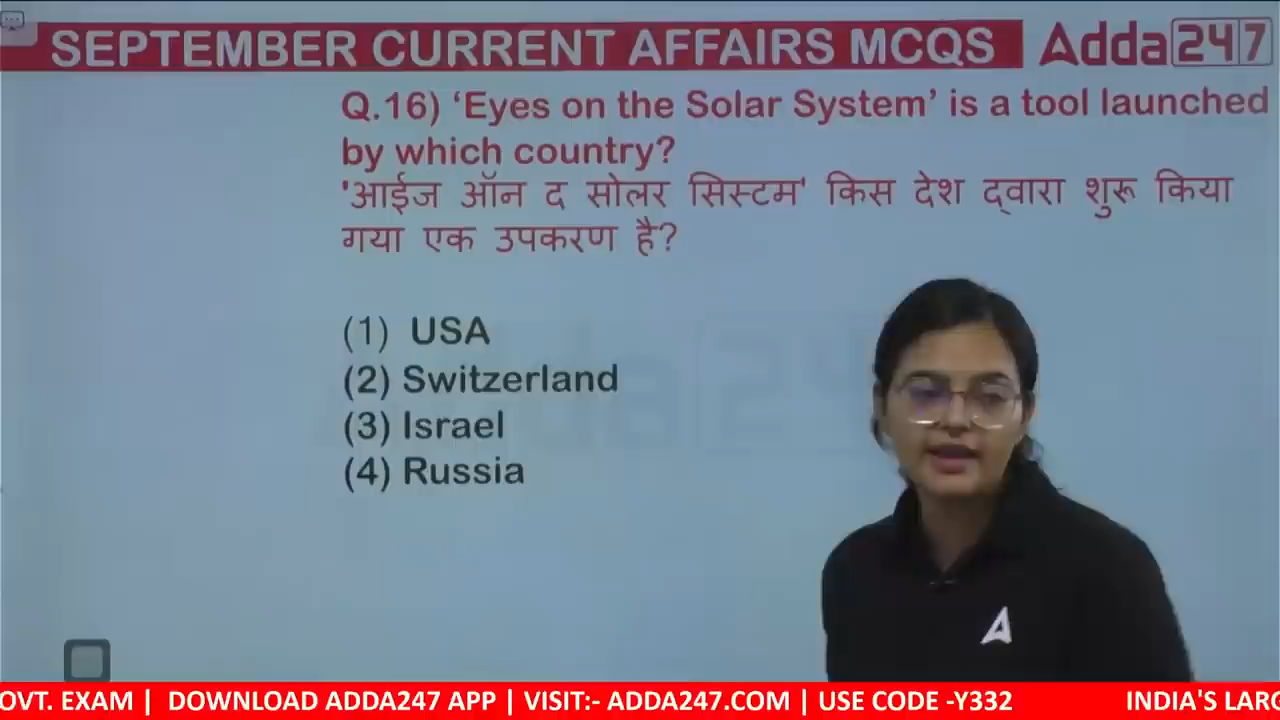 SEPTEMBER CURRENT AFFAIRS MCQS
Adda247
Q.16) ‘Eyes on the Solar System’ is a tool launched
by which country?
'आईज ऑन द सोलर सिस्टम' किस देश द्वारा शुरू किया
गया एक उपकरण है?
(1) USA
(2) Switzerland
(3) Israel
(4) Russia
OVT. EXAM | DOWNLOAD ADDA247 APP | VISIT:- ADDA247.COM | USE CODE -Y332 INDIA'S LARG